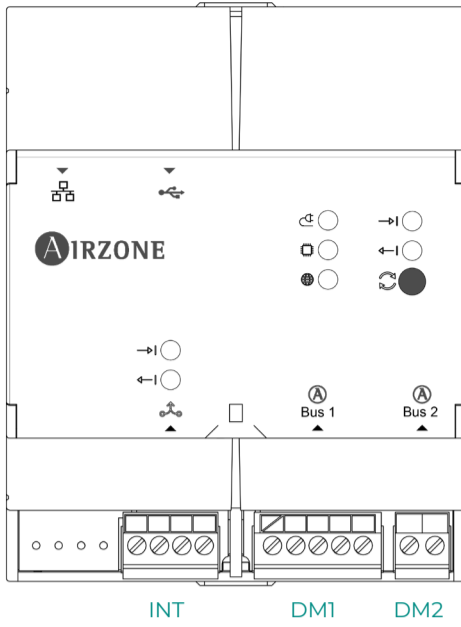 AIRZONE
Bus 1
Bus 2
INT
DM1
DM2